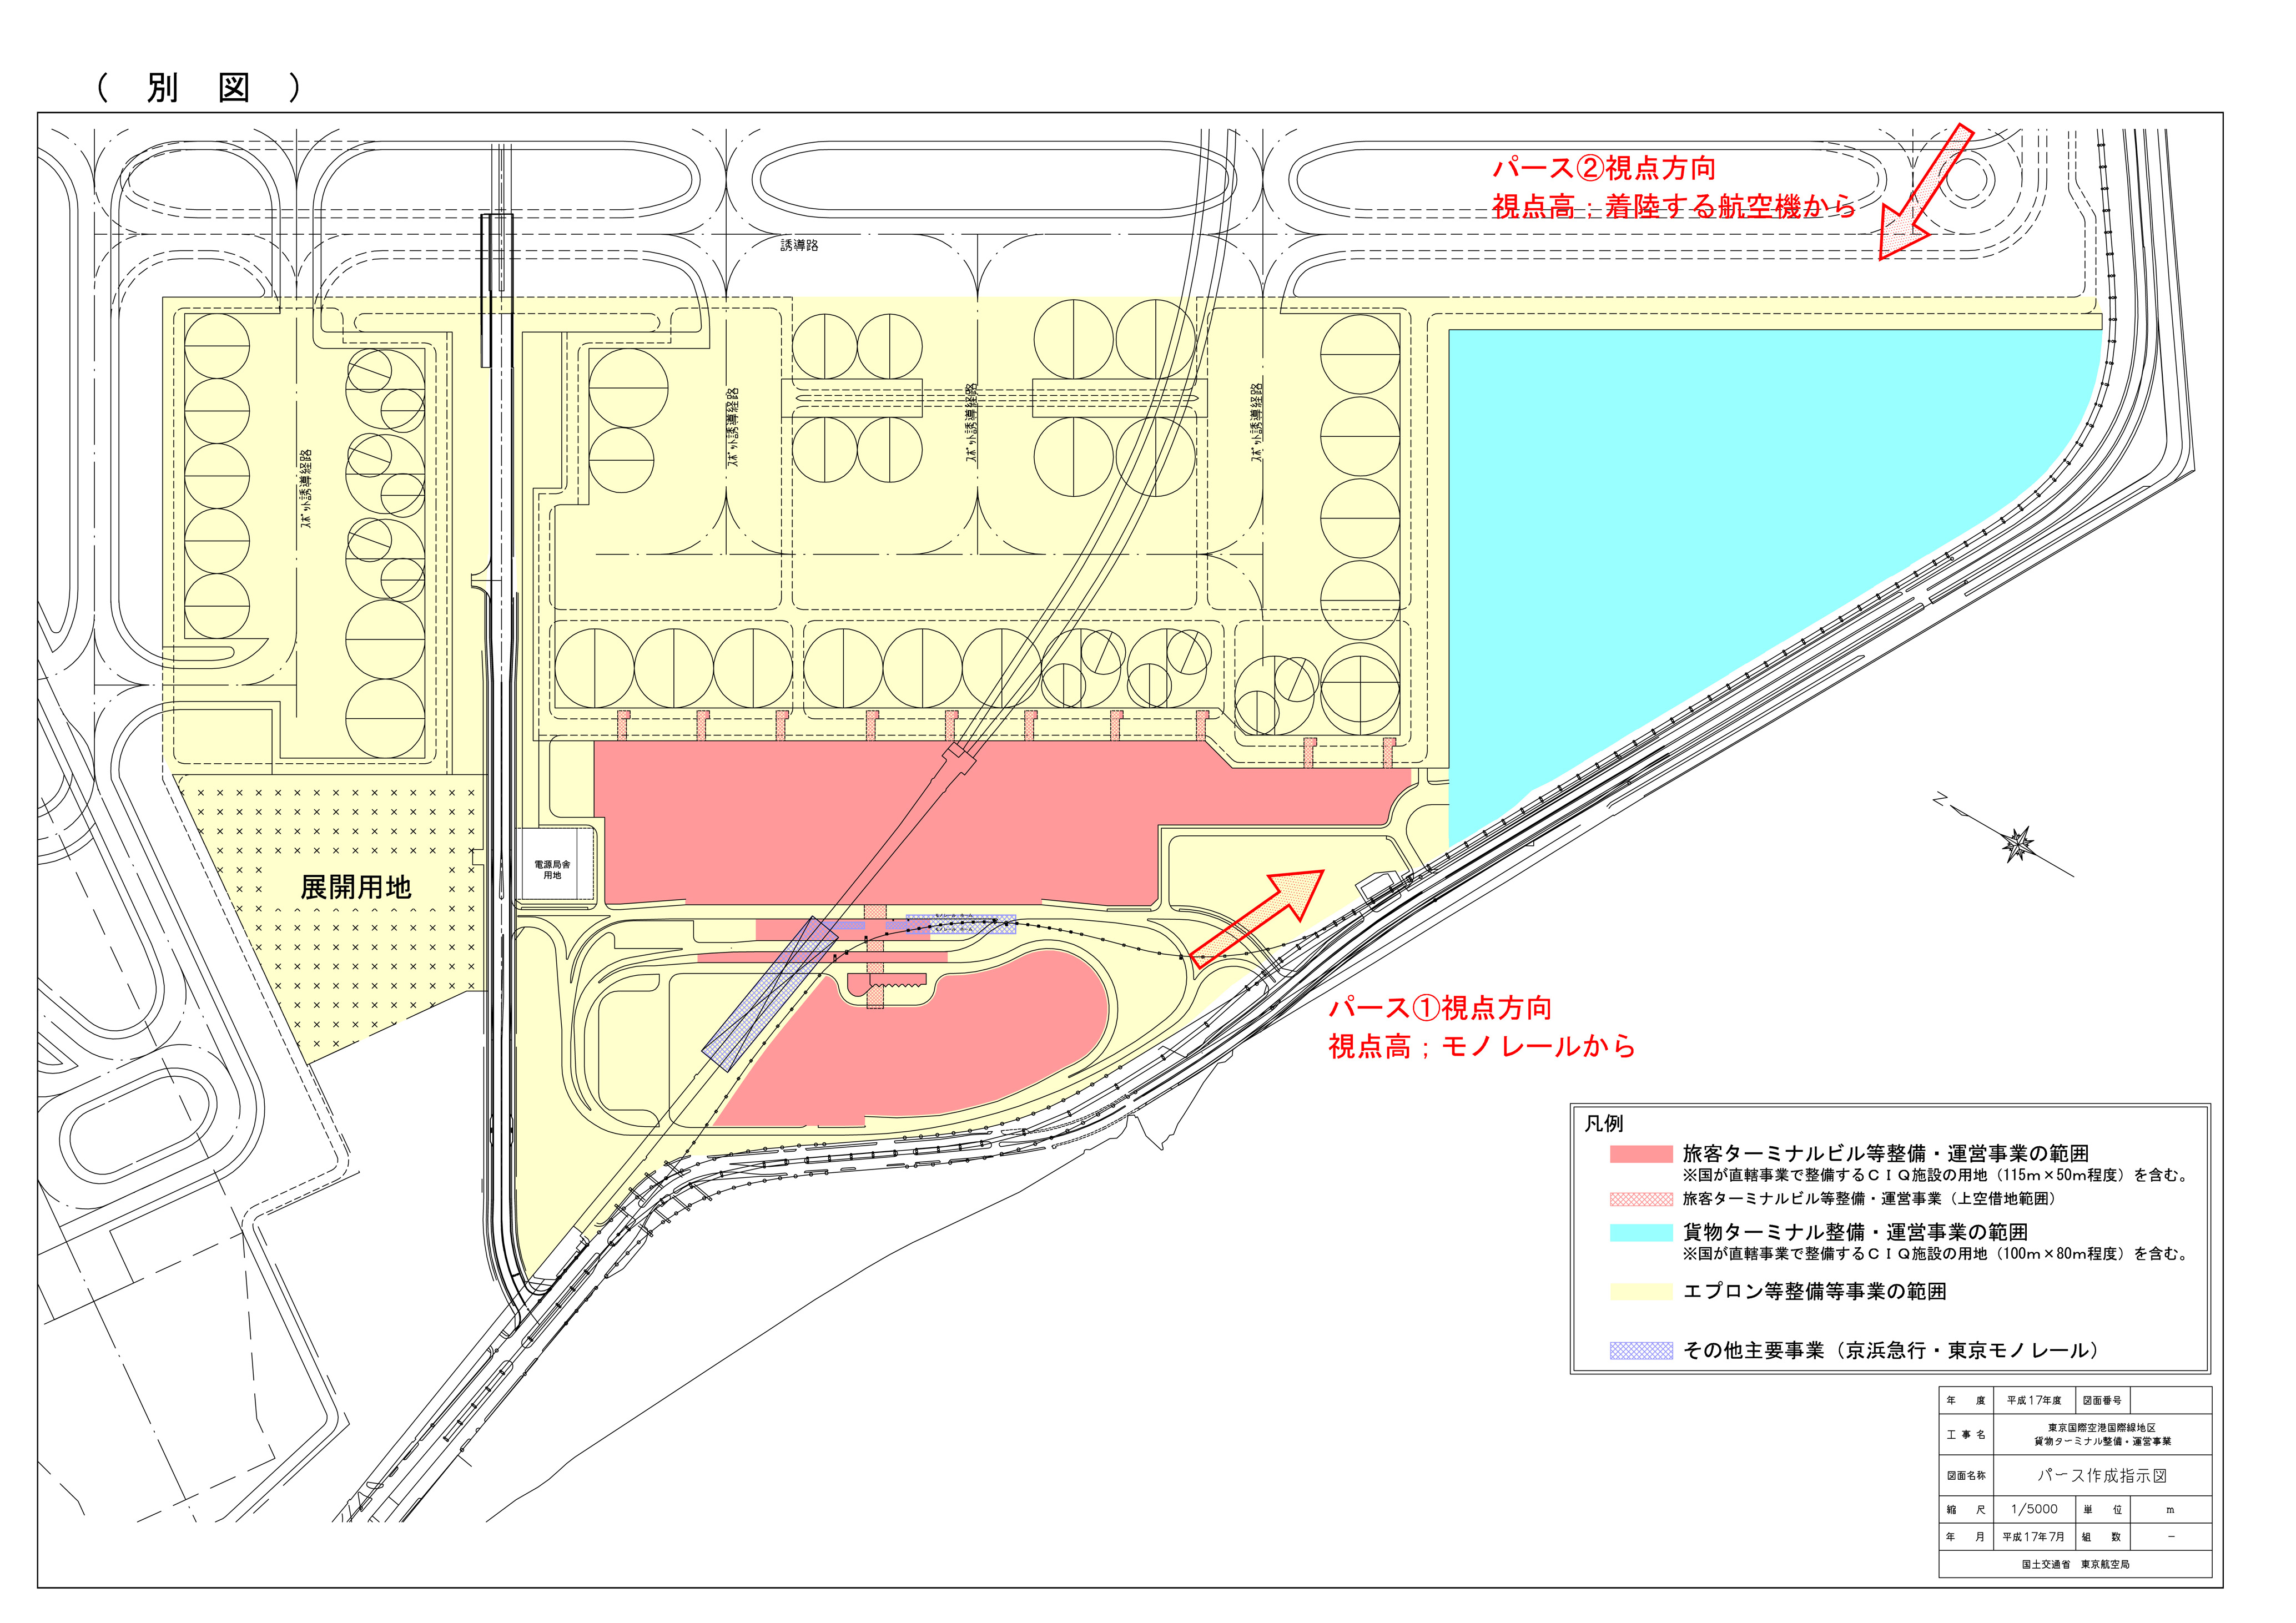 （ 別 図 ）
パース②視点方向
視点高；着陸する航空機から
誘導路
ｽﾎﾟｯﾄ誘導経路
ｽﾎﾟｯﾄ誘導経路
ｽﾎﾟｯﾄ誘導経路
ｽﾎﾟｯﾄ誘導経路
電源局舎
用地
展開用地
N
パース①視点方向
視点高；モノレールから
凡例
旅客ターミナルビル等整備・運営事業の範囲
※国が直轄事業で整備するＣＩＱ施設の用地（115m×50m程度）を含む。
旅客ターミナルビル等整備・運営事業（上空借地範囲）
貨物ターミナル整備・運営事業の範囲
※国が直轄事業で整備するＣＩＱ施設の用地（100m×80m程度）を含む。
エプロン等整備等事業の範囲
その他主要事業（京浜急行・東京モノレール）
年 度 平成17年度 図面番号
工 事 名 東京国際空港国際線地区
貨物ターミナル整備・運営事業
図面名称 パース作成指示図
縮 尺 1/5000 単 位 m
年 月 平成17年7月 組 数 －
国土交通省 東京航空局